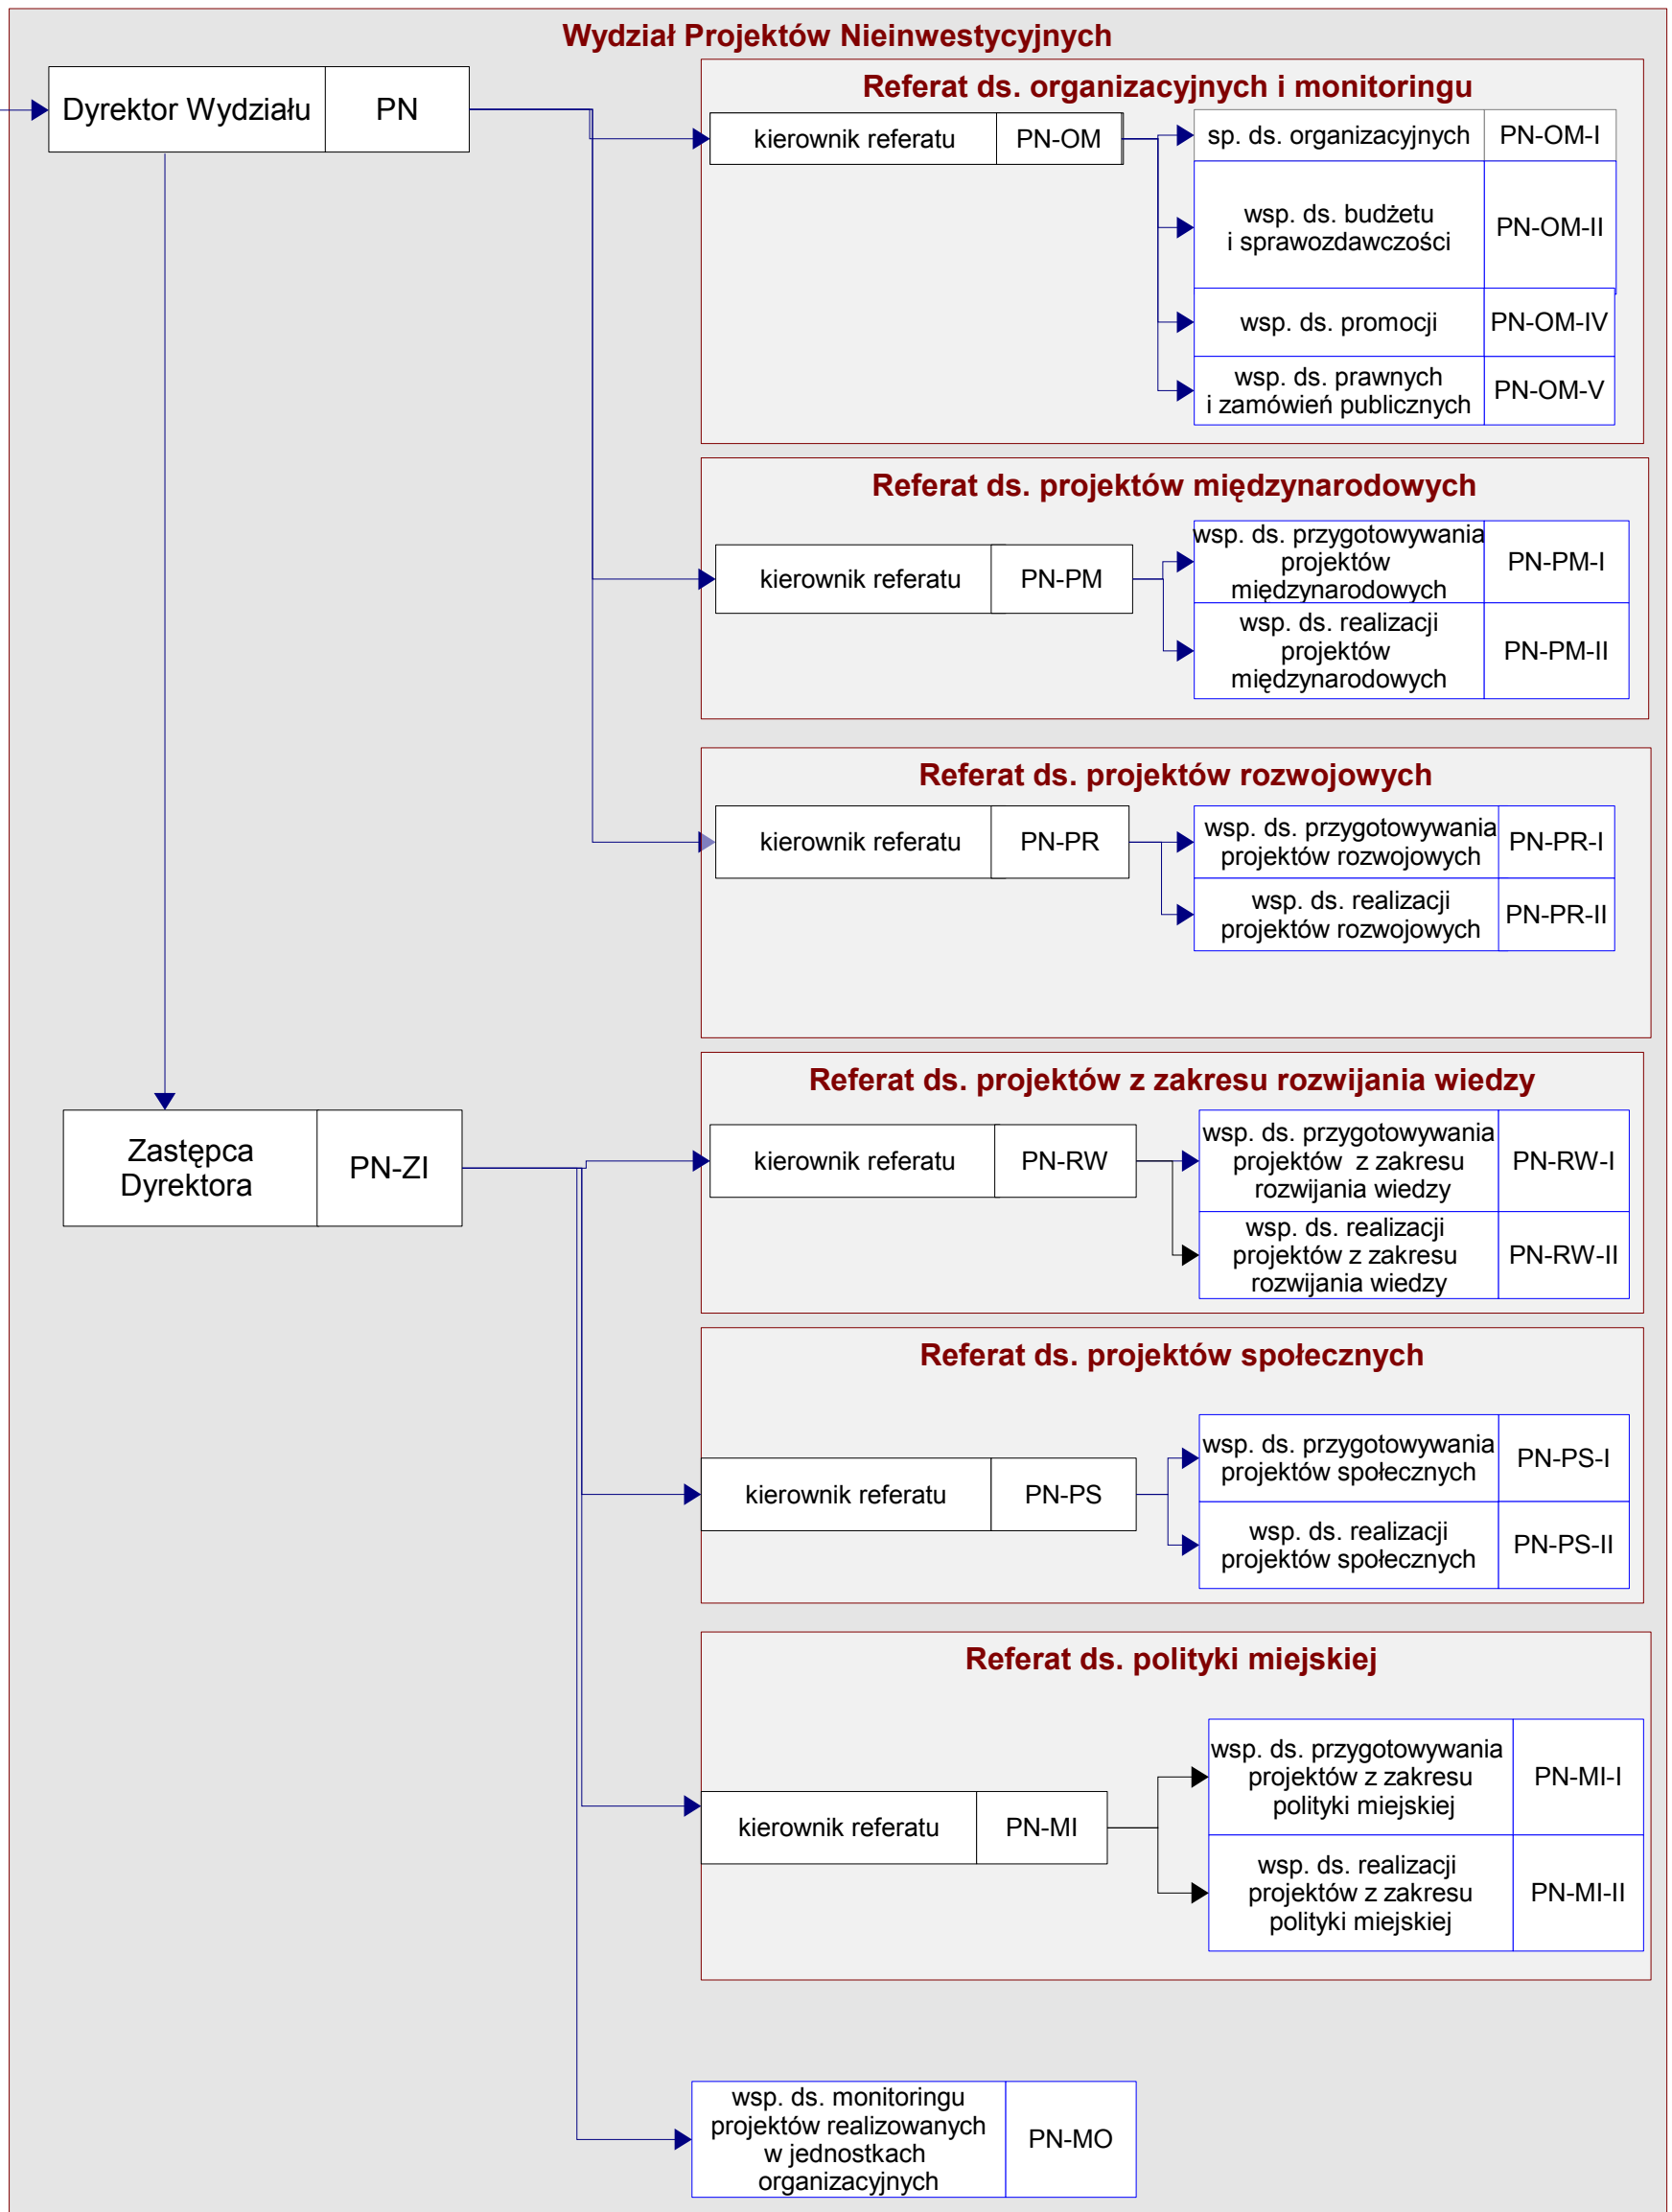 Wydział Projektów Nieinwestycyjnych
Dyrektor Wydziału
PN
Referat ds. organizacyjnych i monitoringu
kierownik referatu
PN-OM
sp. ds. organizacyjnych
PN-OM-I
wsp. ds. budżetu
i sprawozdawczości
PN-OM-II
wsp. ds. promocji
PN-OM-IV
wsp. ds. prawnych
i zamówień publicznych
PN-OM-V
Referat ds. projektów międzynarodowych
kierownik referatu
PN-PM
wsp. ds. przygotowywania
projektów
międzynarodowych
PN-PM-I
wsp. ds. realizacji
projektów
międzynarodowych
PN-PM-II
Referat ds. projektów rozwojowych
kierownik referatu
PN-PR
wsp. ds. przygotowywania
projektów rozwojowych
PN-PR-I
wsp. ds. realizacji
projektów rozwojowych
PN-PR-II
Zastępca
Dyrektora
PN-ZI
Referat ds. projektów z zakresu rozwijania wiedzy
kierownik referatu
PN-RW
wsp. ds. przygotowywania
projektów z zakresu
rozwijania wiedzy
PN-RW-I
wsp. ds. realizacji
projektów z zakresu
rozwijania wiedzy
PN-RW-II
Referat ds. projektów społecznych
kierownik referatu
PN-PS
wsp. ds. przygotowywania
projektów społecznych
PN-PS-I
wsp. ds. realizacji
projektów społecznych
PN-PS-II
Referat ds. polityki miejskiej
kierownik referatu
PN-MI
wsp. ds. przygotowywania
projektów z zakresu
polityki miejskiej
PN-MI-I
wsp. ds. realizacji
projektów z zakresu
polityki miejskiej
PN-MI-II
wsp. ds. monitoringu
projektów realizowanych
w jednostkach
organizacyjnych
PN-MO